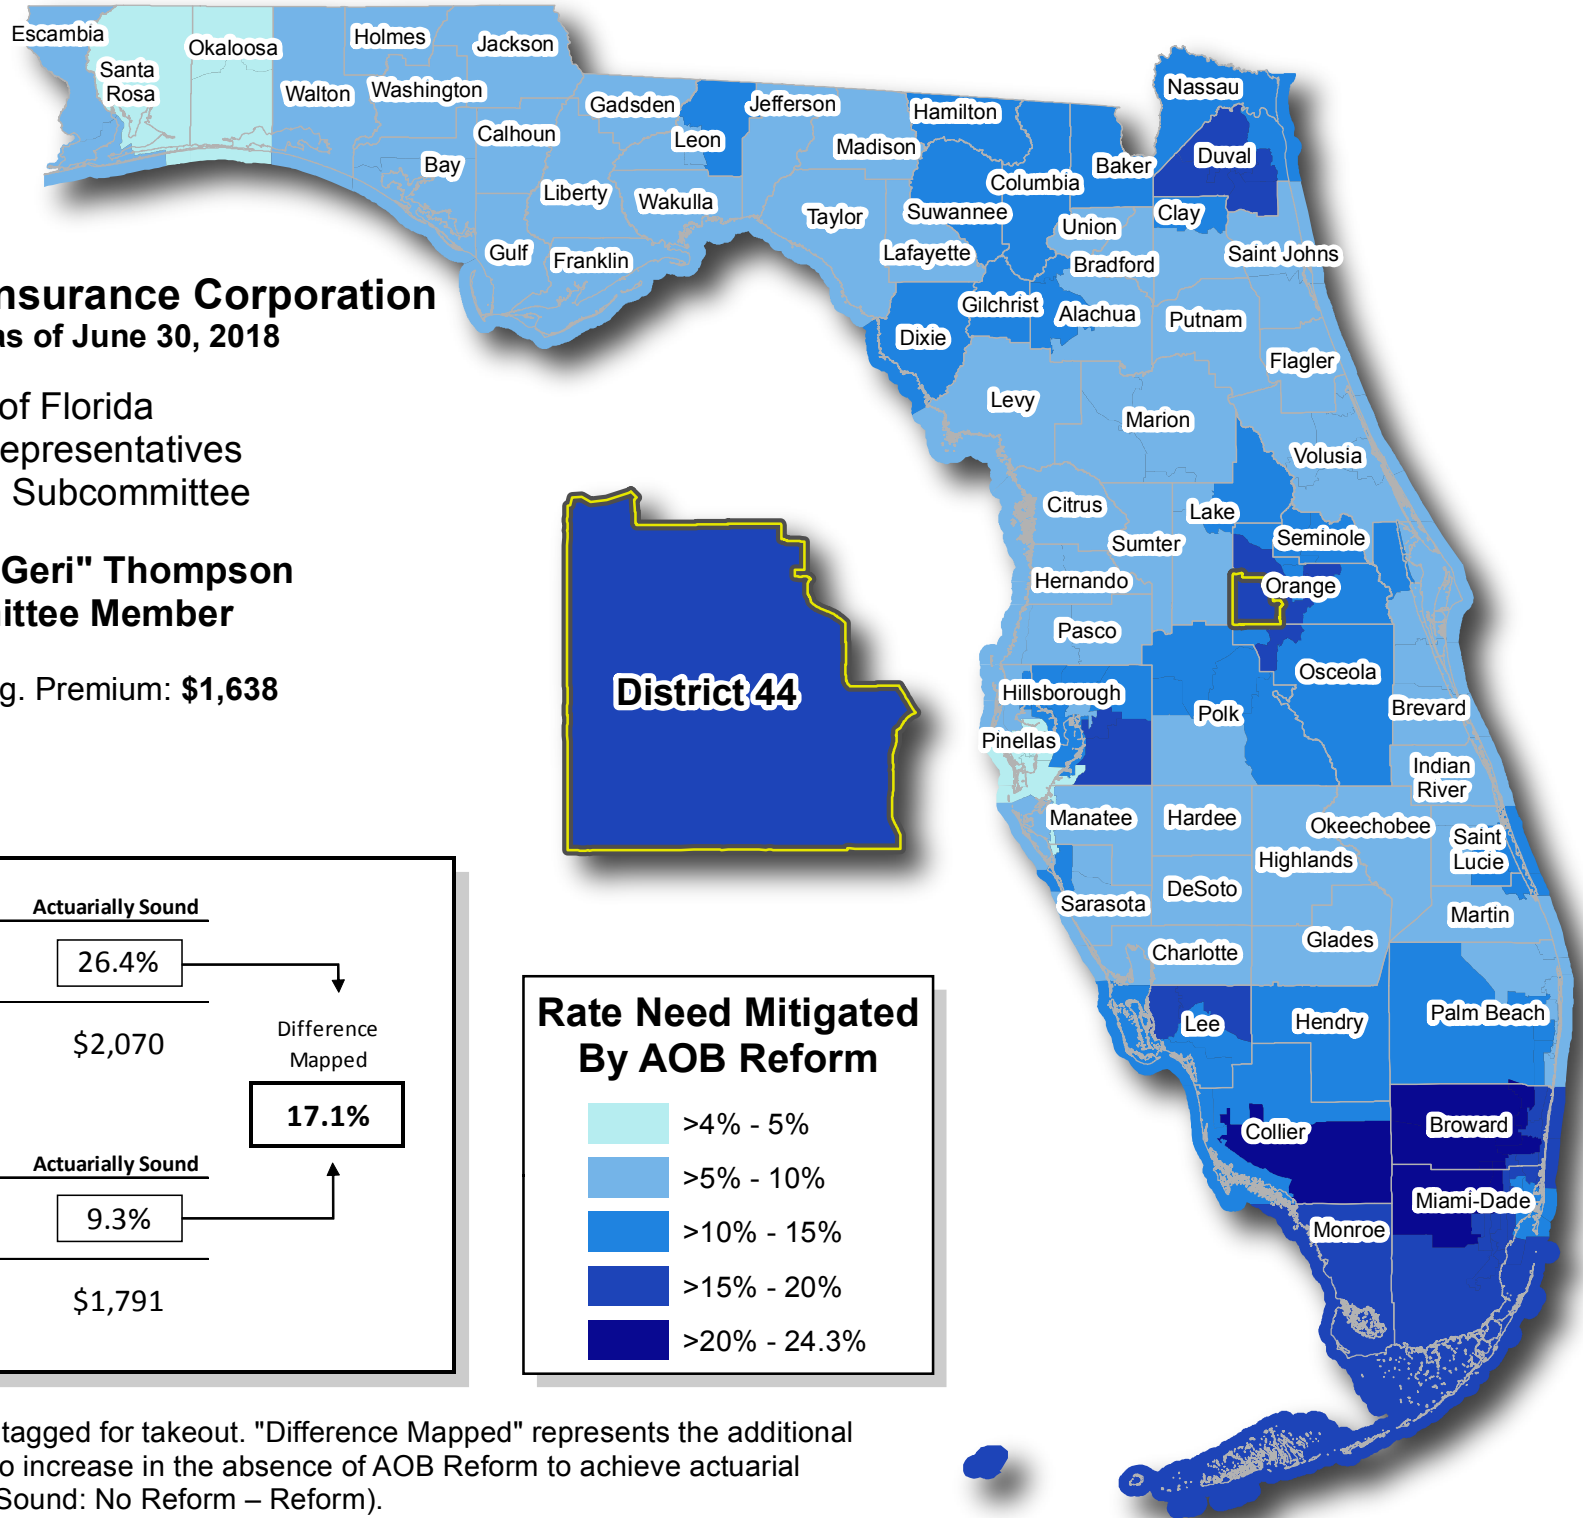 Insurance Corporation
as of June 30, 2018
of Florida
Representatives
Subcommittee
Geri" Thompson
Member
Premium: $1,638
Actuarially Sound
26.4%
$2,070
Difference
Mapped
17.1%
Actuarially Sound
9.3%
$1,791
tagged for takeout. "Difference Mapped" represents the additional
increase in the absence of AOB Reform to achieve actuarial
Sound: No Reform – Reform).
District 44
Rate Need Mitigated
By AOB Reform
>4% - 5%
>5% - 10%
>10% - 15%
>15% - 20%
>20% - 24.3%
Escambia
Santa
Rosa
Okaloosa
Walton
Holmes
Washington
Jackson
Bay
Calhoun
Gulf
Liberty
Franklin
Gadsden
Leon
Wakulla
Jefferson
Madison
Taylor
Hamilton
Suwannee
Lafayette
Columbia
Baker
Nassau
Duval
Union
Clay
Bradford
Saint Johns
Dixie
Gilchrist
Alachua
Putnam
Flagler
Levy
Marion
Volusia
Citrus
Lake
Sumter
Seminole
Hernando
Orange
Pasco
Osceola
Hillsborough
Polk
Brevard
Pinellas
Indian
River
Manatee
Hardee
Okeechobee
Saint
Lucie
Highlands
DeSoto
Sarasota
Martin
Glades
Charlotte
Lee
Hendry
Palm Beach
Collier
Broward
Miami-Dade
Monroe